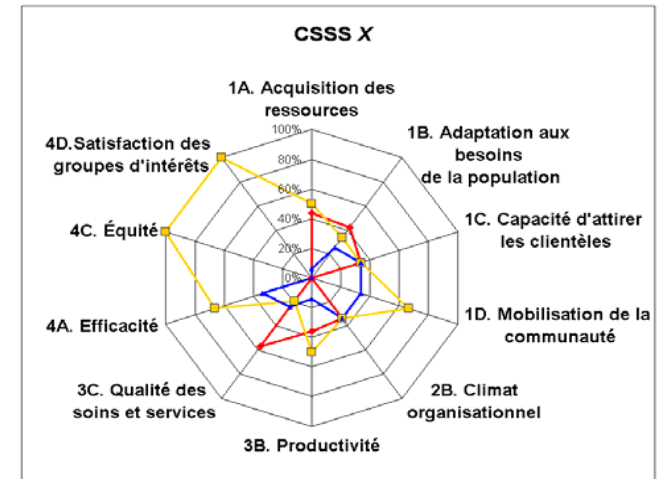 CSSS X
1A. Acquisition des
ressources
1B. Adaptation aux
besoins
de la population
1C. Capacité d'attirer
les clientèles
1D. Mobilisation de la
communauté
2B. Climat
organisationnel
3B. Productivité
3C. Qualité des
soins et services
4A. Efficacité
4C. Équité
4D.Satisfaction des
groupes d'intérêts
100%
80%
60%
40%
20%
0%